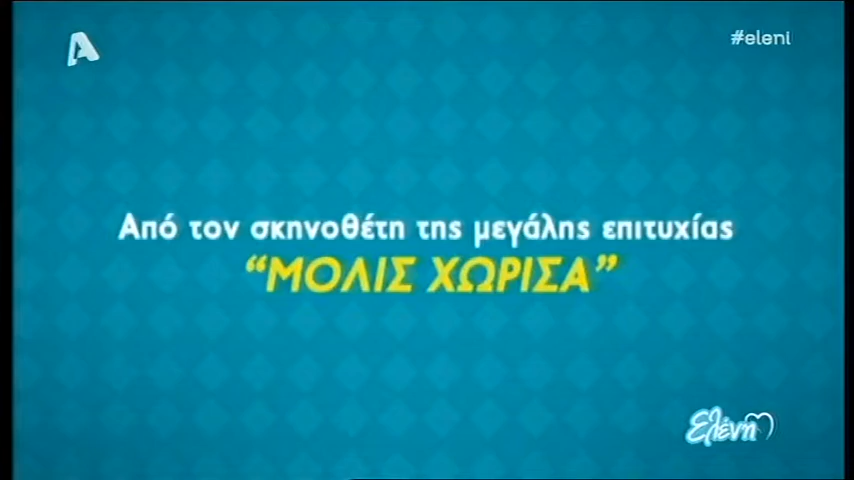 A
#eleni
Από τον σκηνοθέτη της μεγάλης επιτυχίας
“ΜΟΛΙΣ ΧΩΡΙΣΑ”
Ελένη